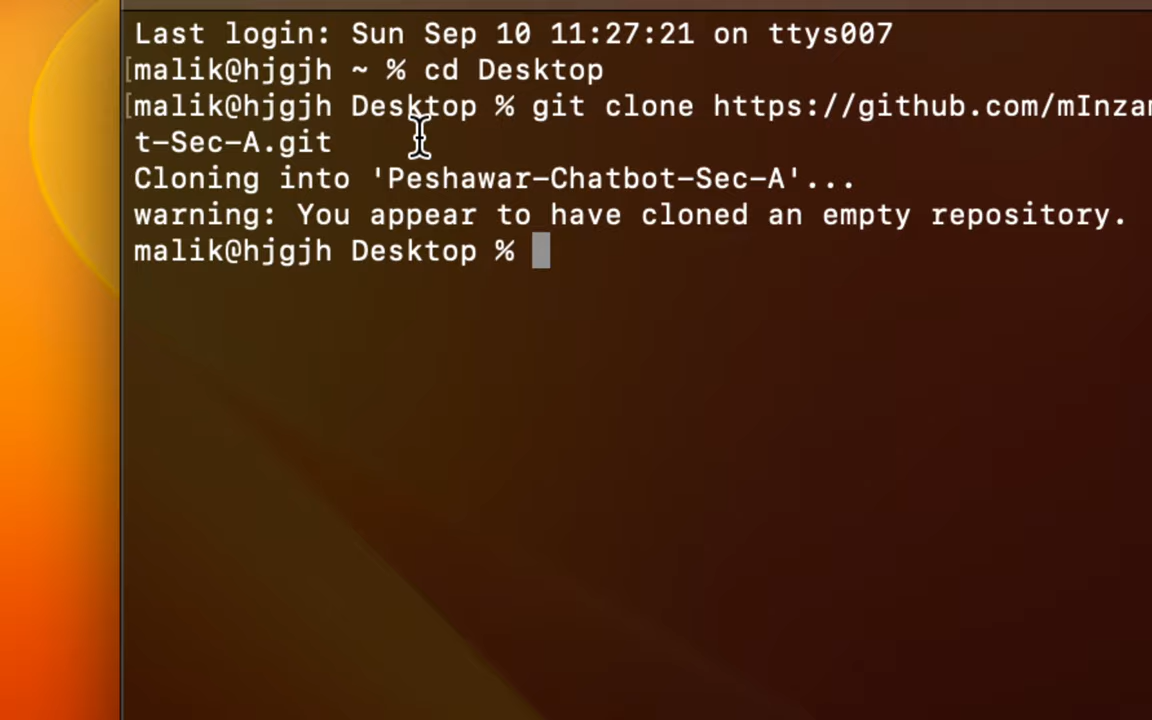 Last login: Sun Sep 10 11:27:21 on ttys007
[malik@hjgjh ~ % cd Desktop
[malik@hjgjh Desktop % git clone https://github.com/mInzam
t-Sec-A.git
Cloning into 'Peshawar-Chatbot-Sec-A'...
warning: You appear to have cloned an empty repository.
malik@hjgjh Desktop %